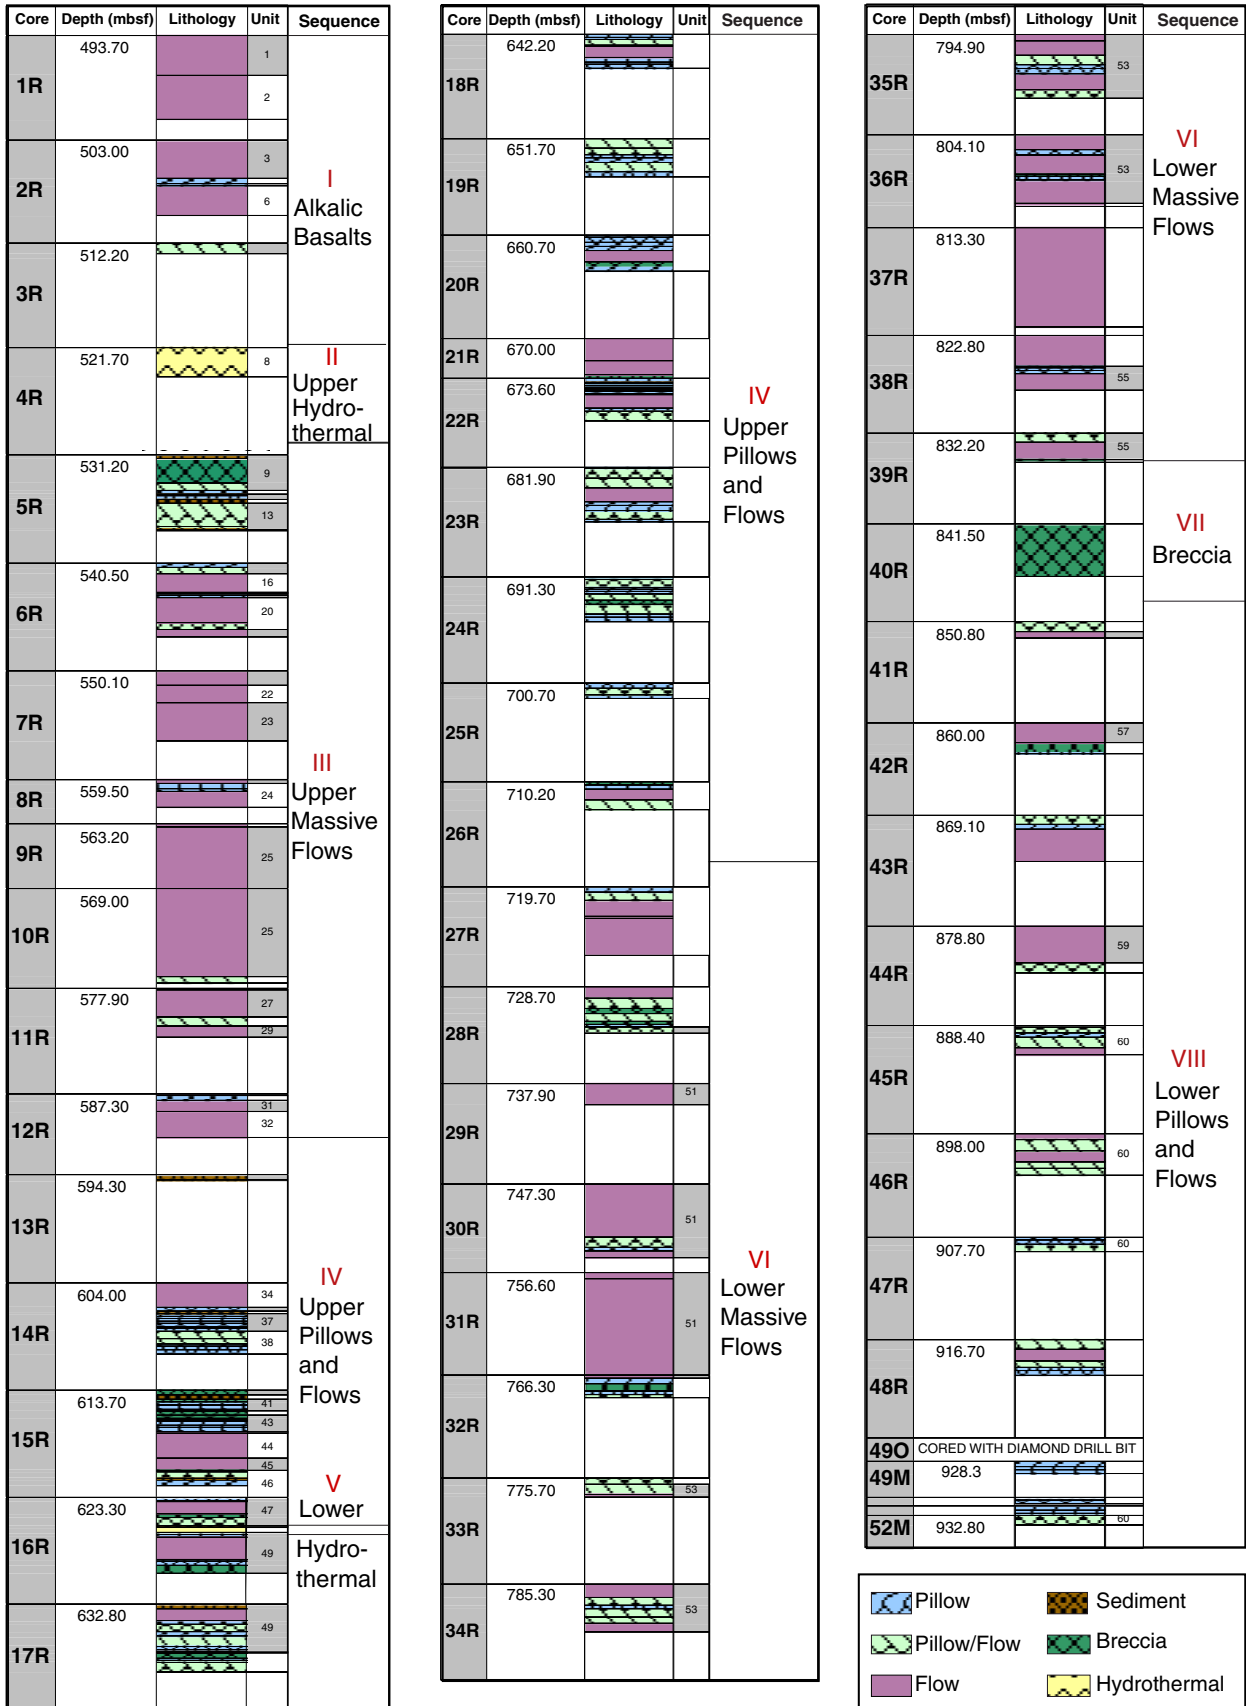 Core Depth (mbsf) Lithology Unit Sequence
1R 493.70 1
2
2R 503.00 3
6
I
Alkalic
Basalts
3R 512.20
4R 521.70 8
II
Upper
Hydro-
thermal
5R 531.20 9
13
6R 540.50 16
20
7R 550.10 22
23
III
Upper
Massive
Flows
8R 559.50 24
9R 563.20 25
10R 569.00 25
11R 577.90 27
29
12R 587.30 31
32
13R 594.30
IV
Upper
Pillows
and
Flows
14R 604.00 34
37
38
15R 613.70 41
43
44
45
46
V
Lower
16R 623.30 47
49
Hydro-
thermal
17R 632.80 49
Core Depth (mbsf) Lithology Unit Sequence
18R 642.20
19R 651.70
20R 660.70
21R 670.00
22R 673.60
IV
Upper
Pillows
and
Flows
23R 681.90
24R 691.30
25R 700.70
26R 710.20
27R 719.70
28R 728.70
29R 737.90 51
30R 747.30 51
VI
Lower
Massive
Flows
31R 756.60 51
32R 766.30
33R 775.70 53
34R 785.30 53
Core Depth (mbsf) Lithology Unit Sequence
35R 794.90 53
36R 804.10 53
VI
Lower
Massive
Flows
37R 813.30
38R 822.80 55
39R 832.20 55
40R 841.50
VII
Breccia
41R 850.80
42R 860.00 57
43R 869.10
44R 878.80 59
45R 888.40 60
VIII
Lower
Pillows
and
Flows
46R 898.00 60
47R 907.70 60
48R 916.70
49O CORED WITH DIAMOND DRILL BIT
49M 928.3
52M 932.80 60
Pillow Sediment
Pillow/Flow Breccia
Flow Hydrothermal